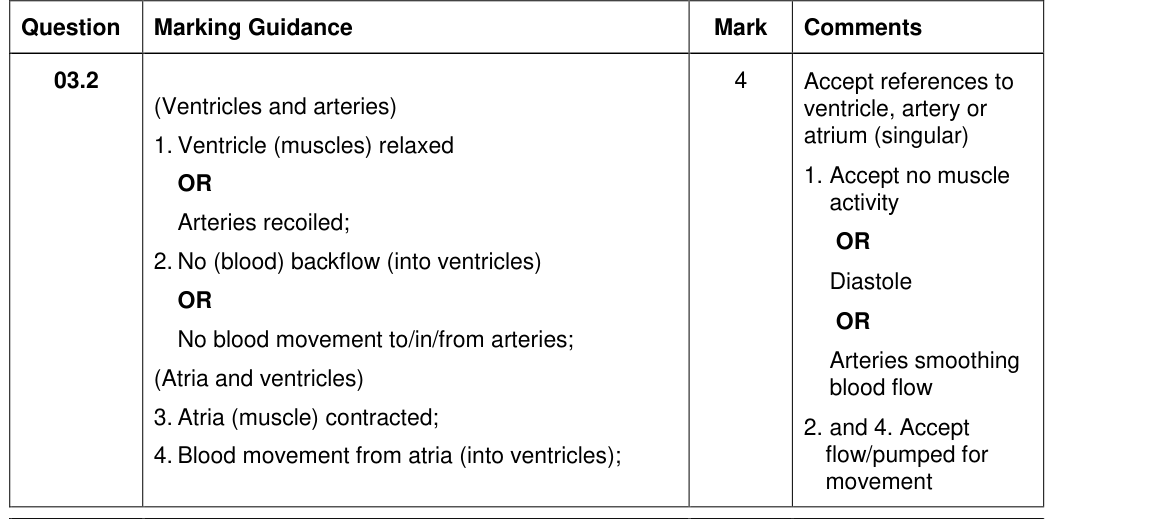 Question Marking Guidance Mark Comments
03.2
(Ventricles and arteries)
1. Ventricle (muscles) relaxed
OR
Arteries recoiled;
2. No (blood) backflow (into ventricles)
OR
No blood movement to/in/from arteries;
(Atria and ventricles)
3. Atria (muscle) contracted;
4. Blood movement from atria (into ventricles);
4
Accept references to
ventricle, artery or
atrium (singular)
1. Accept no muscle
activity
OR
Diastole
OR
Arteries smoothing
blood flow
2. and 4. Accept
flow/pumped for
movement